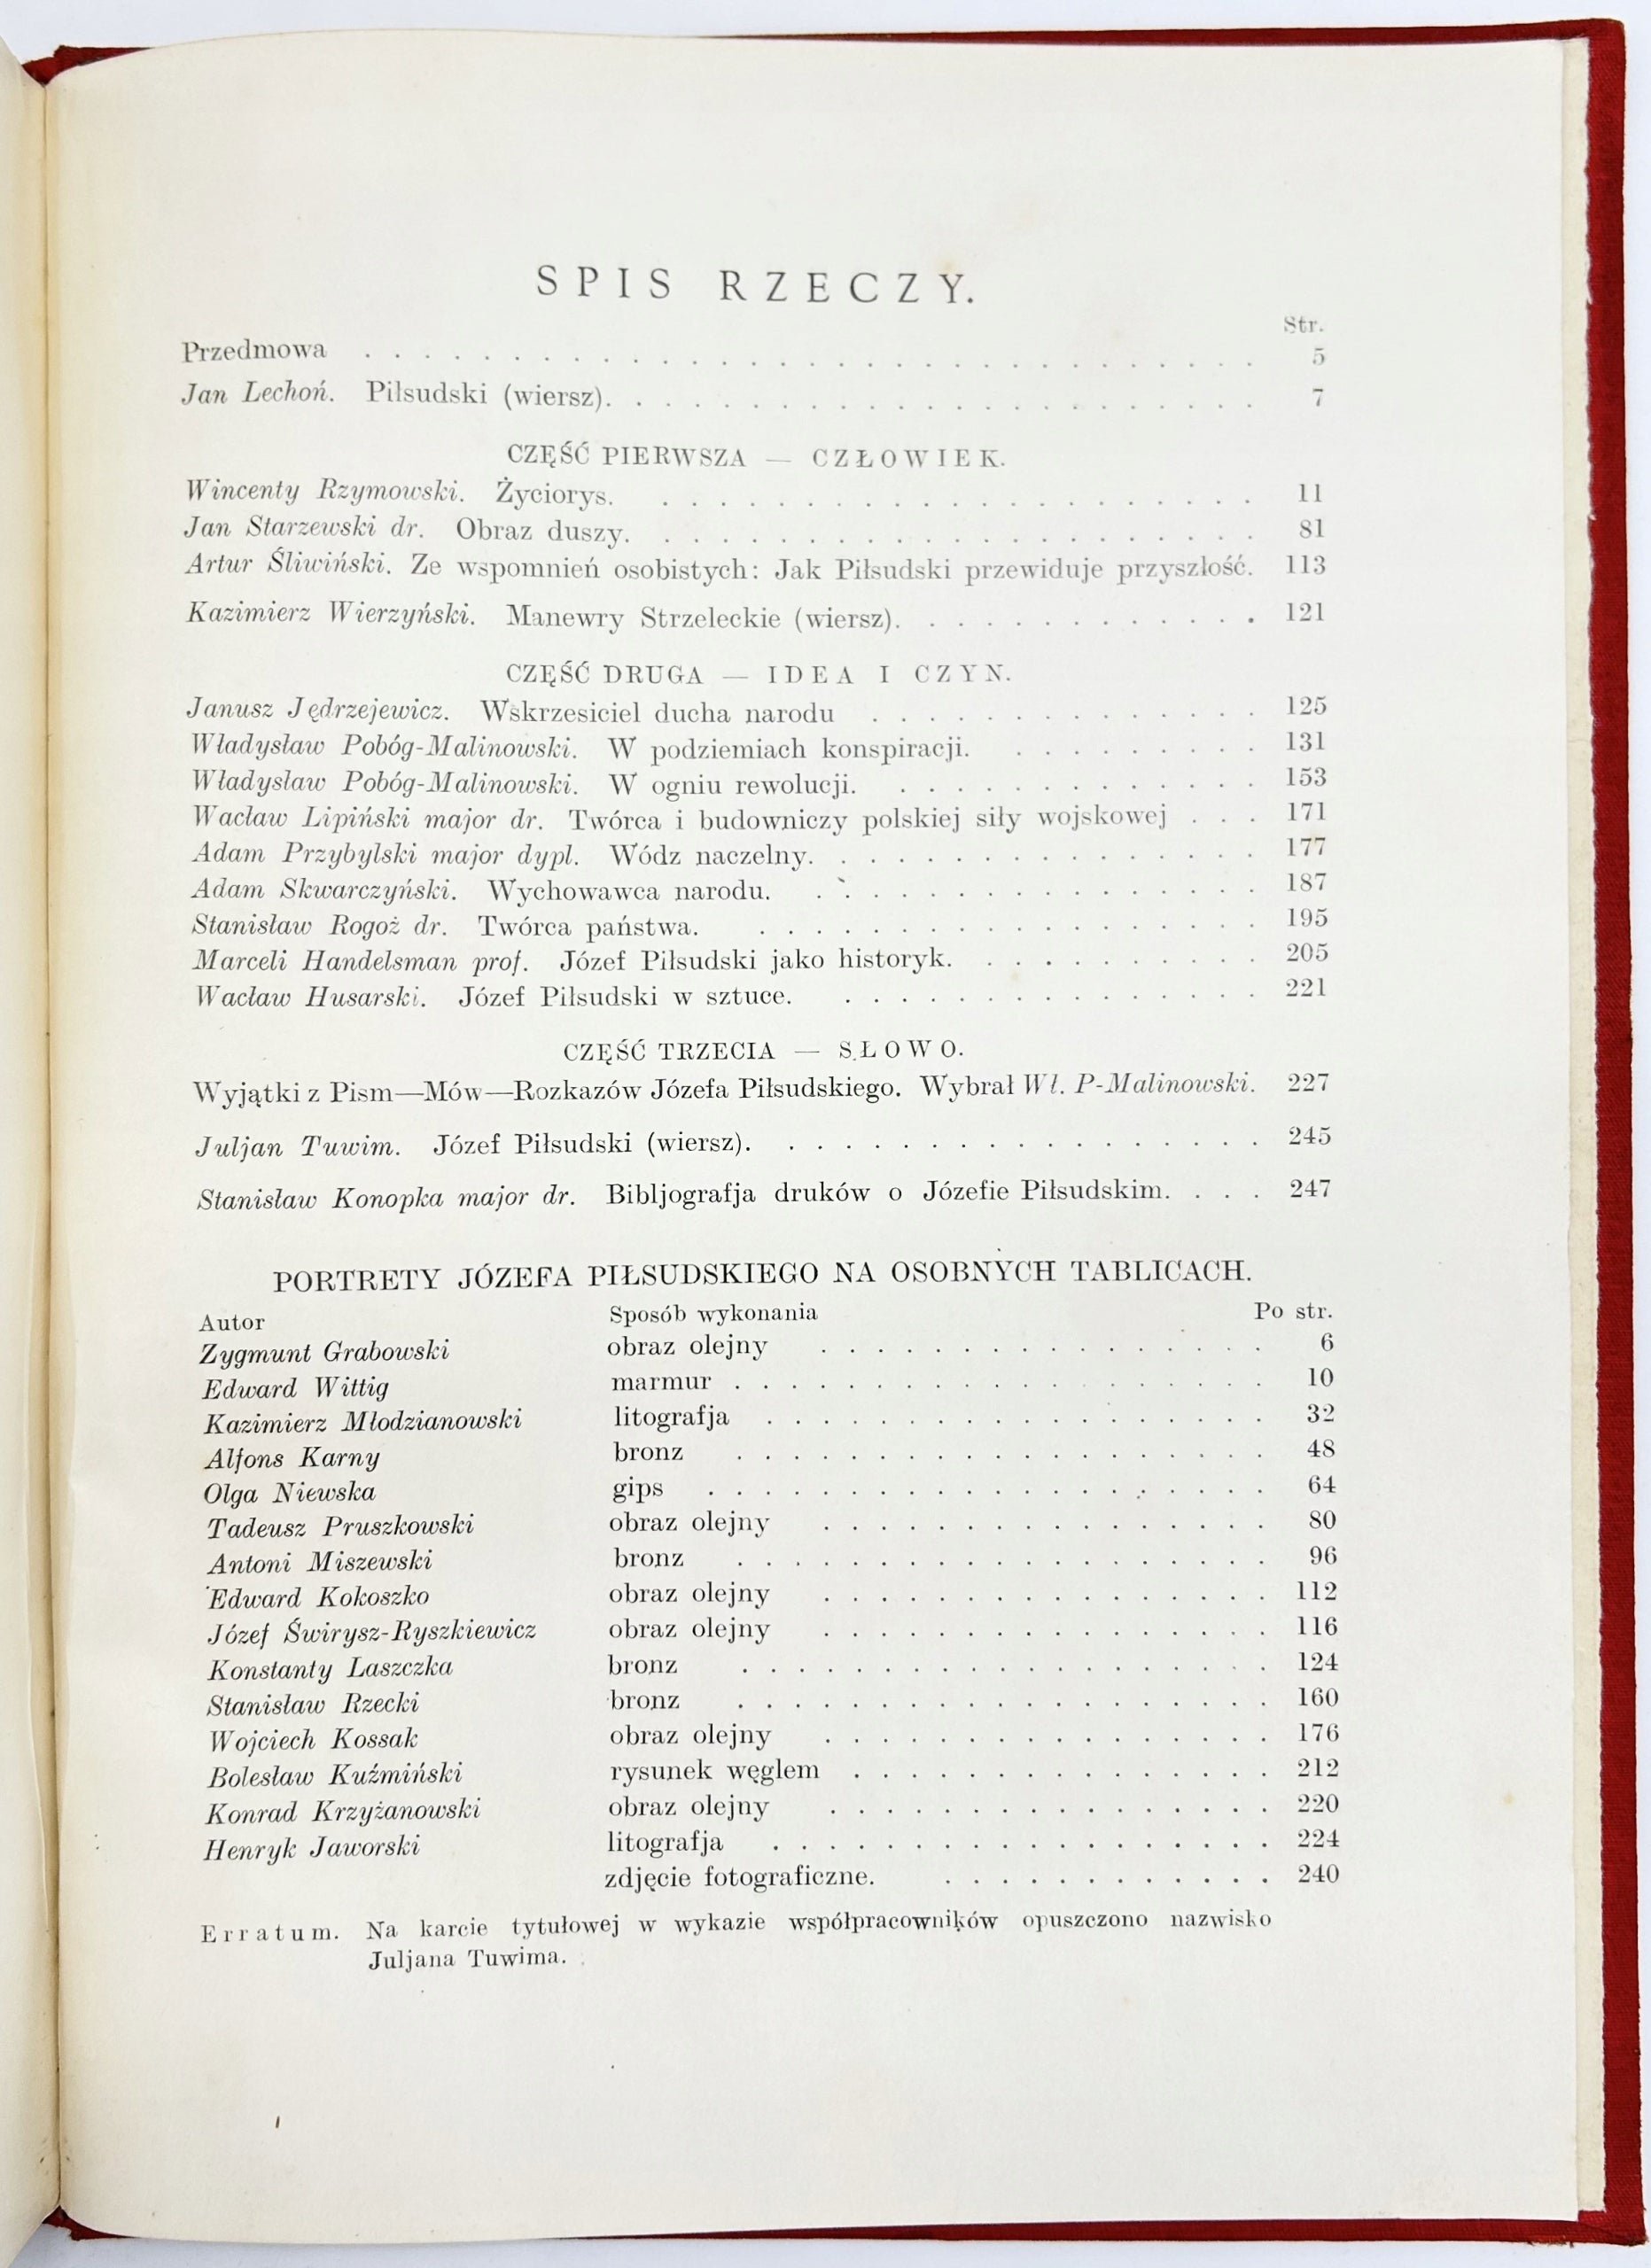 SPIS RZECZY.
Str.
Przedmowa . . . . . . . . . . . . . . . . . . . . . . . . . . . . . . 5
Jan Lechoń. Piłsudski (wiersz). . . . . . . . . . . . . . . . . . . . . . . 7
CZĘŚĆ PIERWSZA — CZŁOWIEK.
Wincenty Rzymowski. Życiorys. . . . . . . . . . . . . . . . . . . . . . 11
Jan Starzewski dr. Obraz duszy. . . . . . . . . . . . . . . . . . . . . . 81
Artur Śliwiński. Ze wspomnień osobistych: Jak Piłsudski przewiduje przyszłość. 113
Kazimierz Wierzyński. Manewry Strzeleckie (wiersz). . . . . . . . . . . . . 121
CZĘŚĆ DRUGA — IDEA I CZYN.
Janusz Jędrzejewicz. Wskrzesiciel ducha narodu . . . . . . . . . . . . . . 125
Władysław Pobóg-Malinowski. W podziemiach konspiracji. . . . . . . . . . 131
Władysław Pobóg-Malinowski. W ogniu rewolucji. . . . . . . . . . . . . . 153
Wacław Lipiński major dr. Twórca i budowniczy polskiej siły wojskowej . . . 171
Adam Przybylski major dypl. Wódz naczelny. . . . . . . . . . . . . . . . 177
Adam Skwarczyński. Wychowawca narodu. . . . . . . . . . . . . . . . . 187
Stanisław Rogoż dr. Twórca państwa. . . . . . . . . . . . . . . . . . . 195
Marceli Handelsman prof. Józef Piłsudski jako historyk. . . . . . . . . . . 205
Wacław Husarski. Józef Piłsudski w sztuce. . . . . . . . . . . . . . . . 221
CZĘŚĆ TRZECIA — SŁOWO.
Wyjątki z Pism—Mów—Rozkazów Józefa Piłsudskiego. Wybrał Wł. P-Malinowski. 227
Juljan Tuwim. Józef Piłsudski (wiersz). . . . . . . . . . . . . . . . . . 245
Stanisław Konopka major dr. Bibljografja druków o Józefie Piłsudskim. . . . 247
PORTRETY JÓZEFA PIŁSUDSKIEGO NA OSOBNYCH TABLICACH.
Autor Sposób wykonania Po str.
Zygmunt Grabowski obraz olejny . . . . . . . . . . . . . . . . 6
Edward Wittig marmur . . . . . . . . . . . . . . . . . . . 10
Kazimierz Młodzianowski litografja . . . . . . . . . . . . . . . . . . 32
Alfons Karny bronz . . . . . . . . . . . . . . . . . . . 48
Olga Niewska gips . . . . . . . . . . . . . . . . . . . . 64
Tadeusz Pruszkowski obraz olejny . . . . . . . . . . . . . . . . 80
Antoni Miszewski bronz . . . . . . . . . . . . . . . . . . . 96
Edward Kokoszko obraz olejny . . . . . . . . . . . . . . . . 112
Józef Świrysz-Ryszkiewicz obraz olejny . . . . . . . . . . . . . . . . 116
Konstanty Laszczka bronz . . . . . . . . . . . . . . . . . . . 124
Stanisław Rzecki bronz . . . . . . . . . . . . . . . . . . . 160
Wojciech Kossak obraz olejny . . . . . . . . . . . . . . . . 176
Bolesław Kuźmiński rysunek węglem . . . . . . . . . . . . . . . 212
Konrad Krzyżanowski obraz olejny . . . . . . . . . . . . . . . . 220
Henryk Jaworski litografja . . . . . . . . . . . . . . . . . . 224
zdjęcie fotograficzne. . . . . . . . . . . . . 240
Erratum. Na karcie tytułowej w wykazie współpracowników opuszczono nazwisko
Juljana Tuwima.